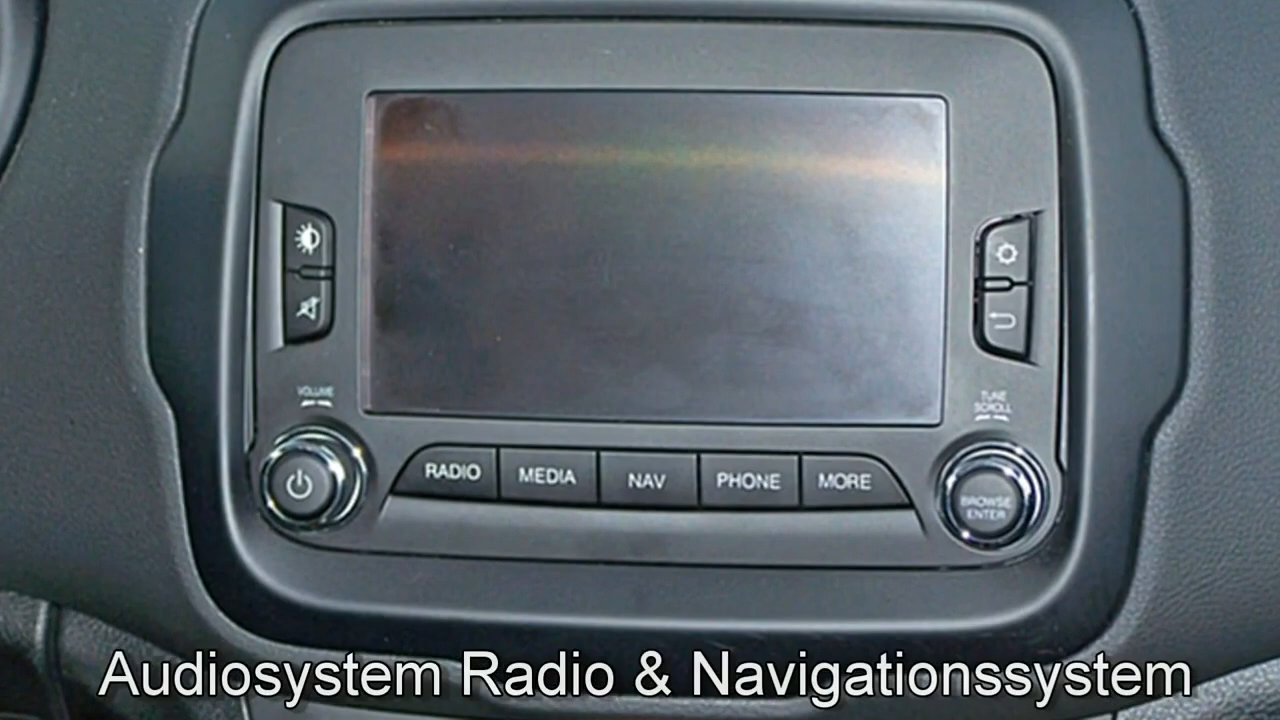 VOLUME
TUNE
SCROLL
RADIO MEDIA NAV PHONE MORE
BROWSE
ENTER
Audiosystem Radio & Navigationssystem